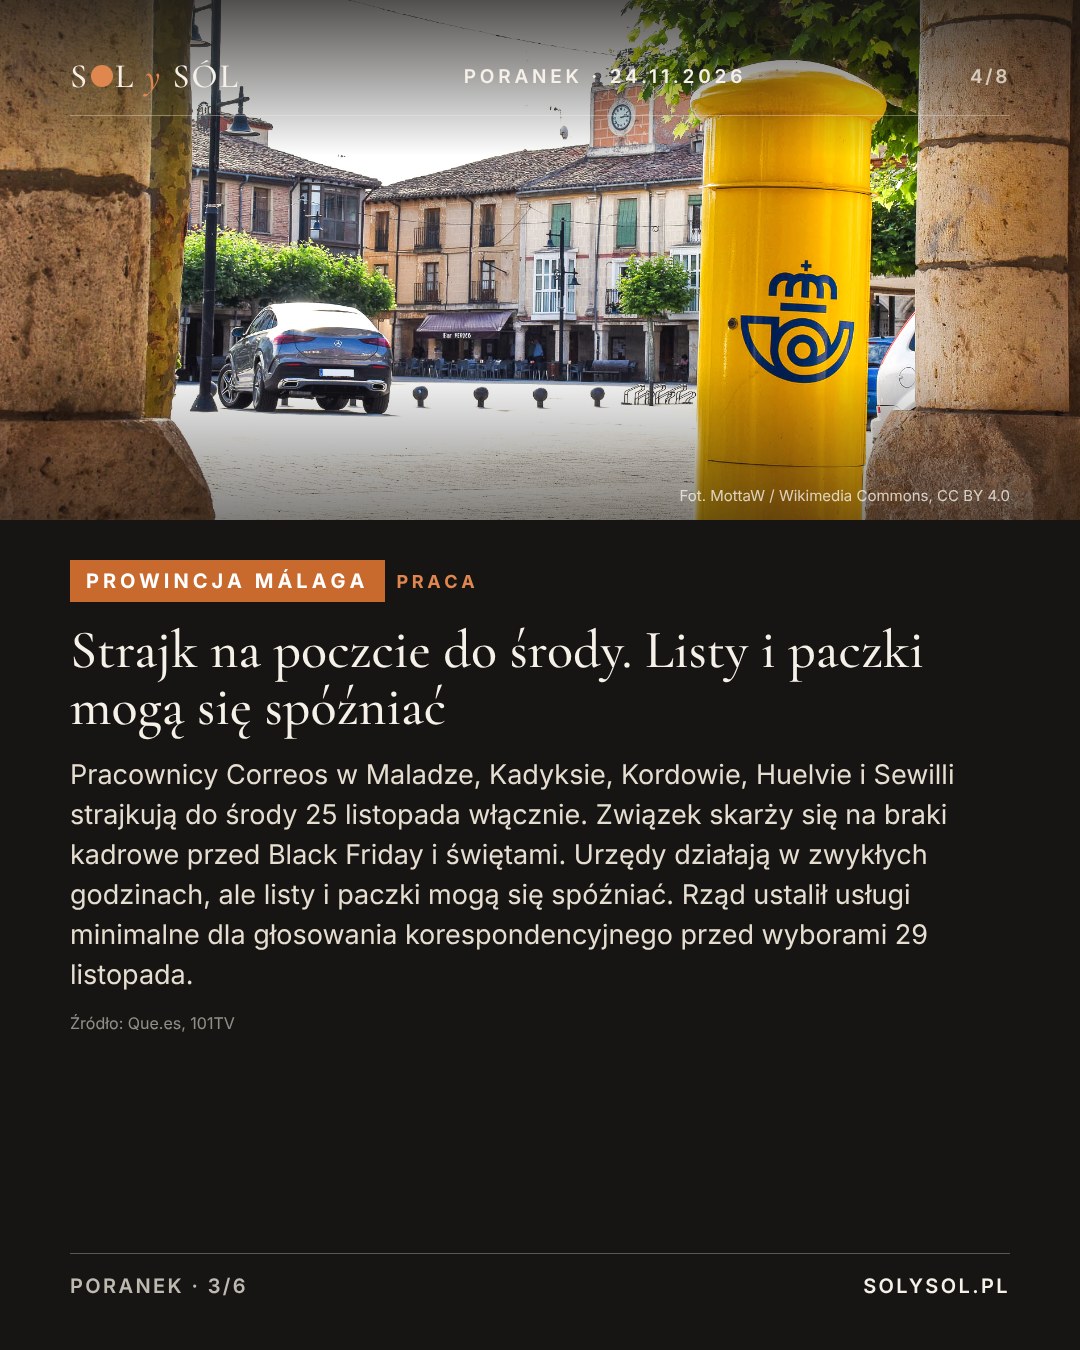 SOL y SÓL
PORANEK · 24.11.2026
4/8
Bar VERDES
Fot. MottaW / Wikimedia Commons, CC BY 4.0
PROWINCJA MÁLAGA
PRACA
Strajk na poczcie do środy. Listy i paczki
mogą się spóźniać
Pracownicy Correos w Maladze, Kadyksie, Kordowie, Huelvie i Sewilli
strajkują do środy 25 listopada włącznie. Związek skarży się na braki
kadrowe przed Black Friday i świętami. Urzędy działają w zwykłych
godzinach, ale listy i paczki mogą się spóźniać. Rząd ustalił usługi
minimalne dla głosowania korespondencyjnego przed wyborami 29
listopada.
Źródło: Que.es, 101TV
PORANEK · 3/6
SOLYSOL.PL